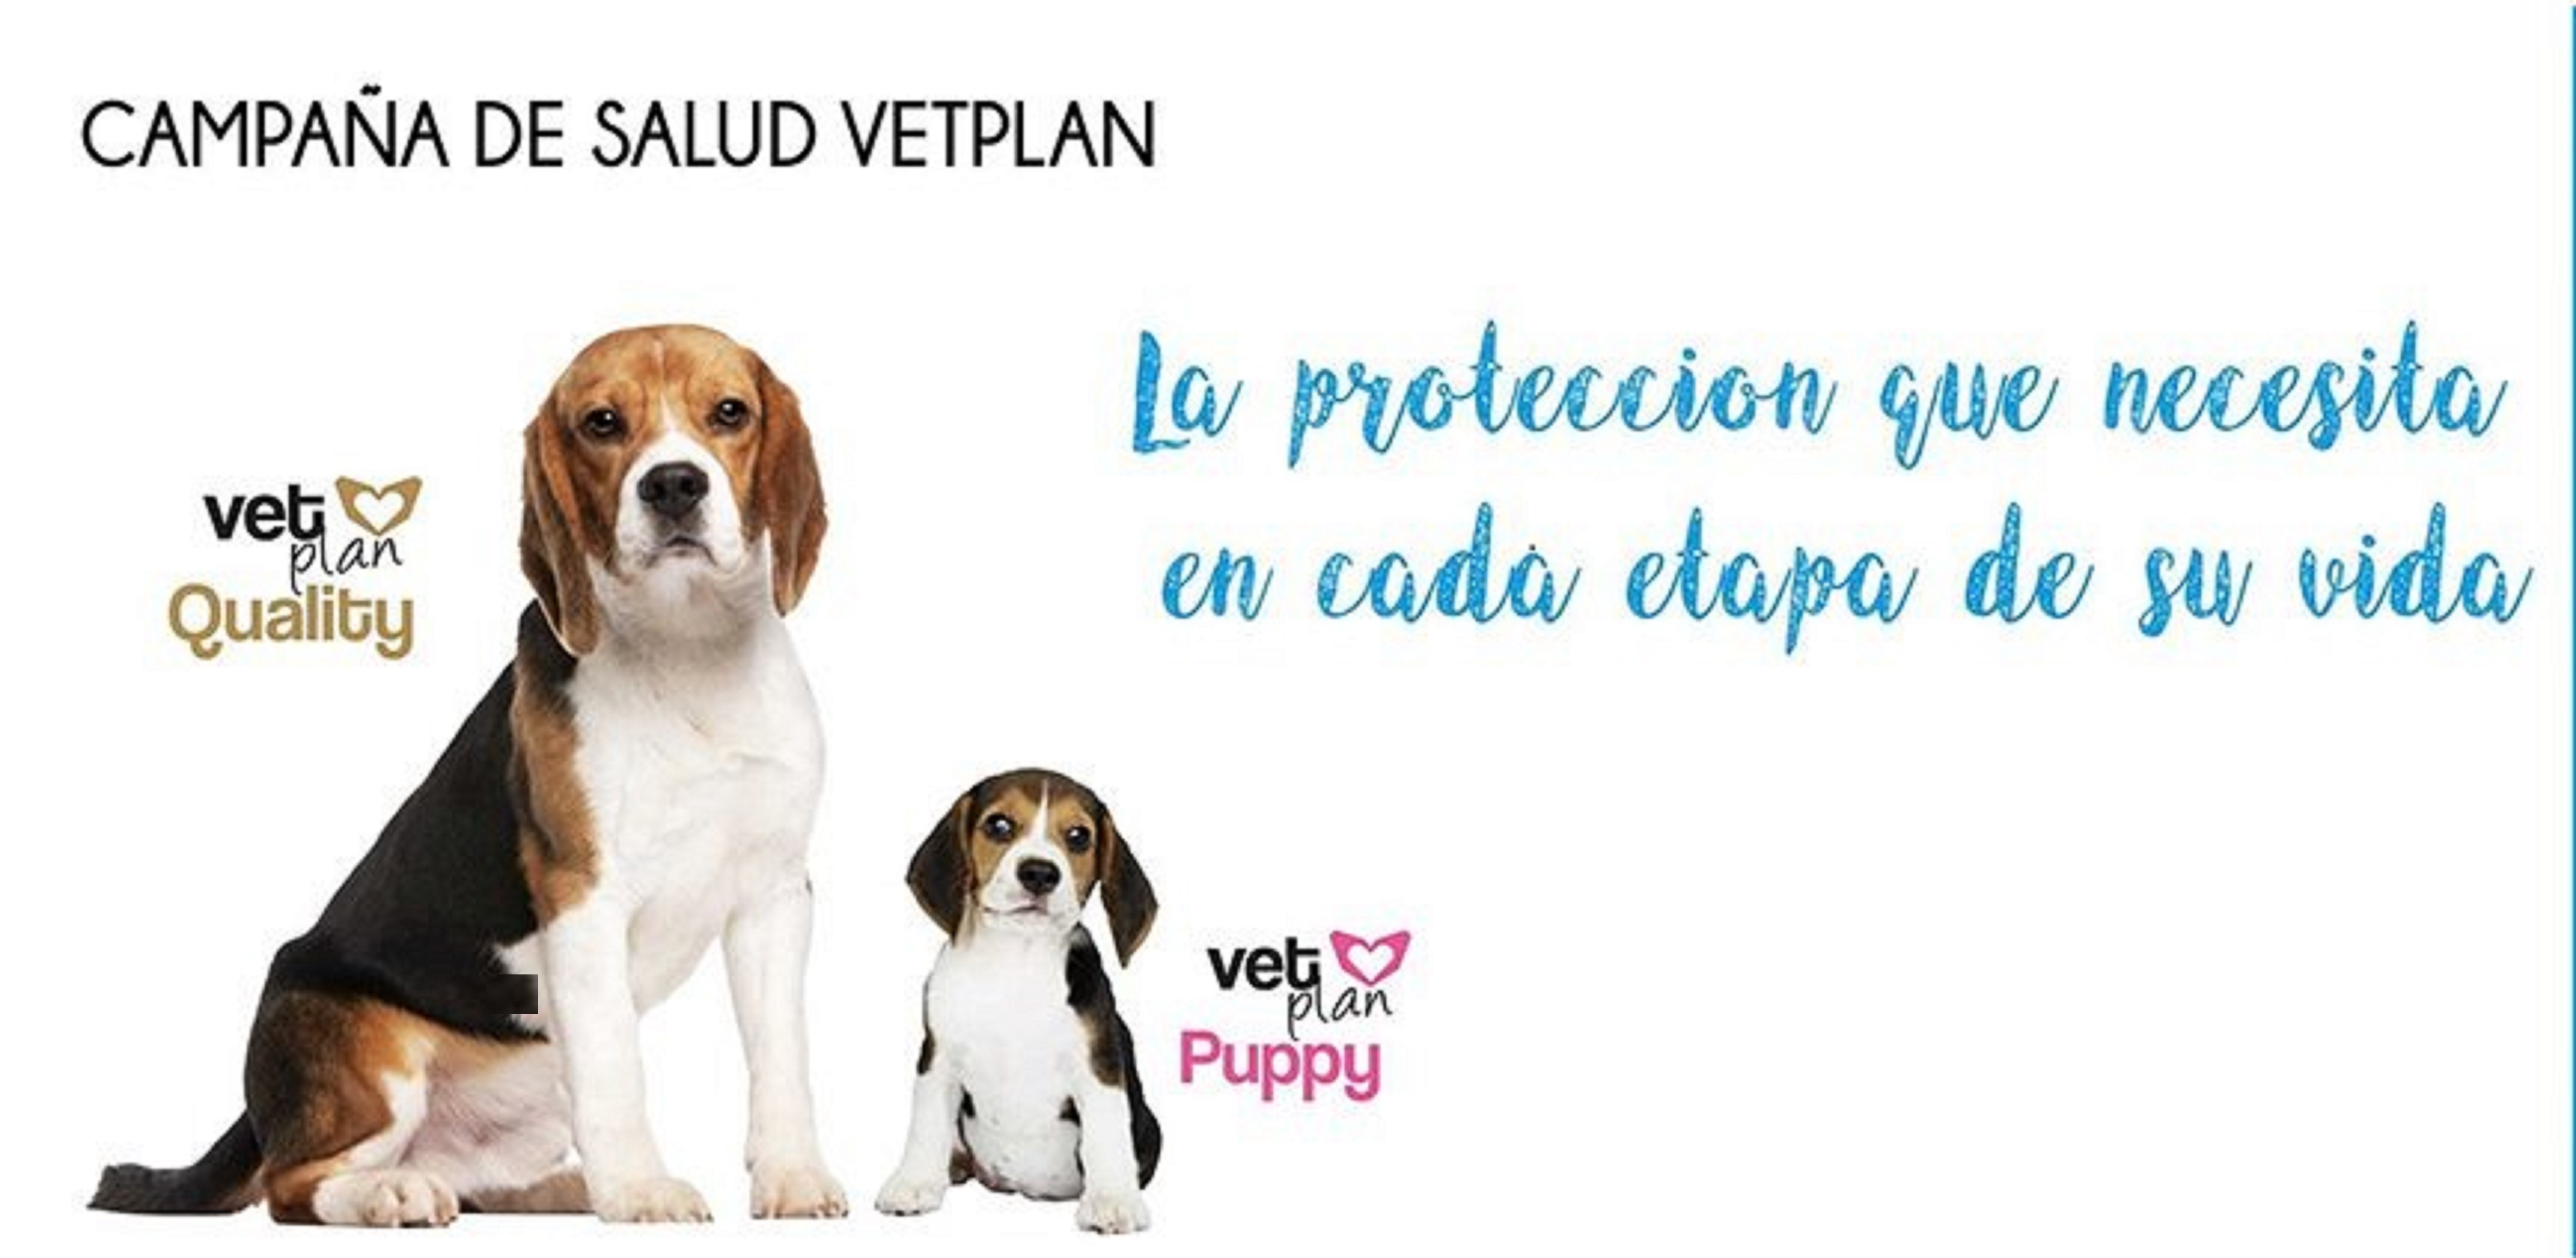 CAMPAÑA DE SALUD VETPLAN
La proteccion que necesita
en cada etapa de su vida
vet
plan
Quality
vet
plan
Puppy